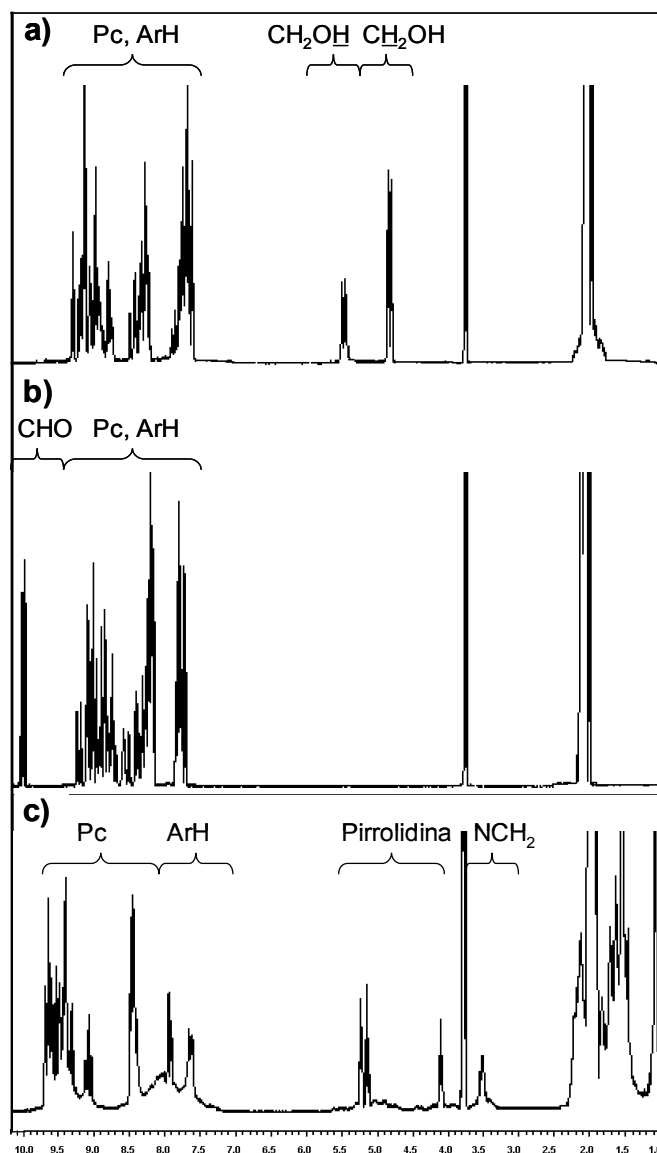 a)
Pc, ArH CH₂OH CH₂OH
b)
CHO Pc, ArH
c)
Pc ArH Pirrolidina NCH₂
10.0 9.5 9.0 8.5 8.0 7.5 7.0 6.5 6.0 5.5 5.0 4.5 4.0 3.5 3.0 2.5 2.0 1.5 1.0